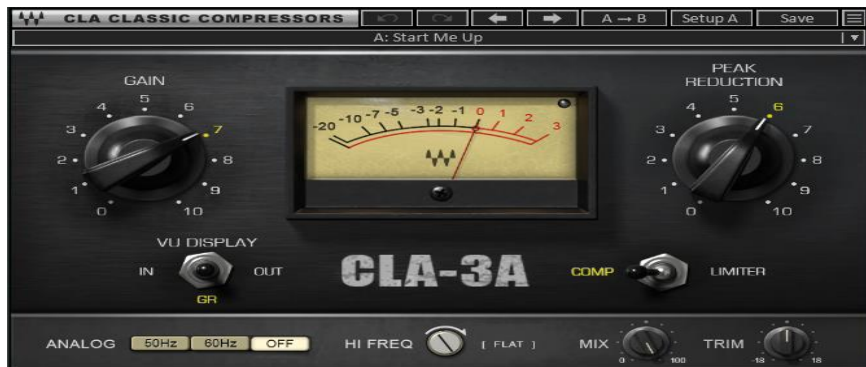 CLA CLASSIC COMPRESSORS A → B Setup A Save
A: Start Me Up
GAIN
0 1 2 3 4 5 6 7 8 9 10
-20 -10 -7 -5 -3 -2 -1 0 1 2 3
PEAK
REDUCTION
0 1 2 3 4 5 6 7 8 9 10
VU DISPLAY
IN OUT
GR
CLA-3A
COMP LIMITER
ANALOG 50Hz 60Hz OFF HI FREQ [ FLAT ] MIX 0 100 TRIM -18 18